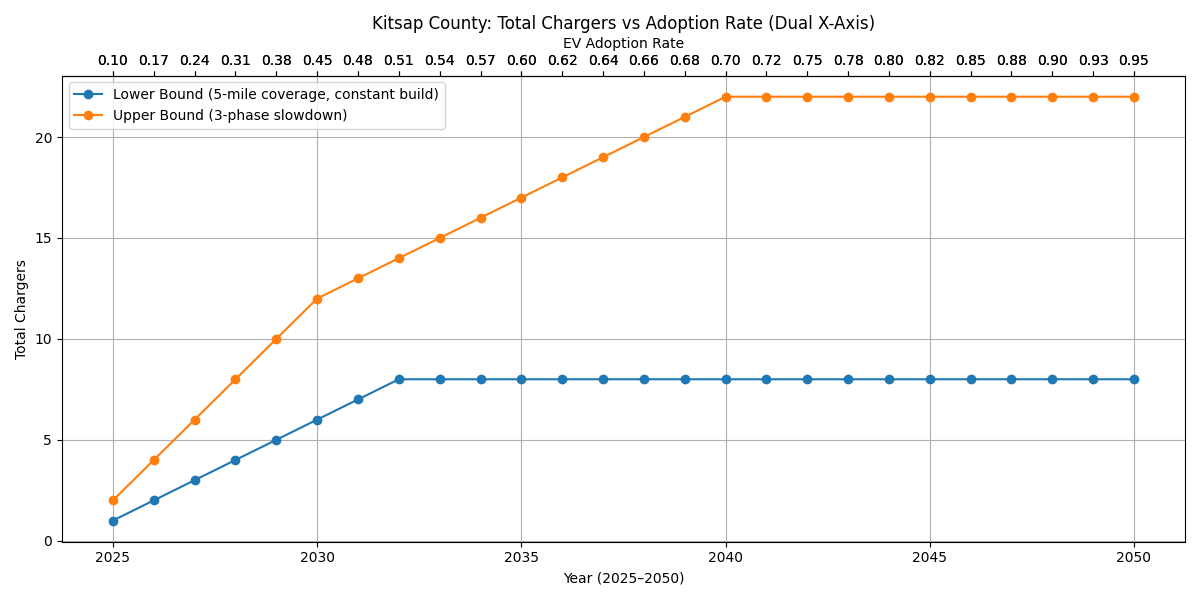 Kitsap County: Total Chargers vs Adoption Rate (Dual X-Axis)
EV Adoption Rate
0.10 0.17 0.24 0.31 0.38 0.45 0.48 0.51 0.54 0.57 0.60 0.62 0.64 0.66 0.68 0.70 0.72 0.75 0.78 0.80 0.82 0.85 0.88 0.90 0.93 0.95
Lower Bound (5-mile coverage, constant build)
Upper Bound (3-phase slowdown)
Total Chargers
20
15
10
5
0
2025 2030 2035 2040 2045 2050
Year (2025–2050)